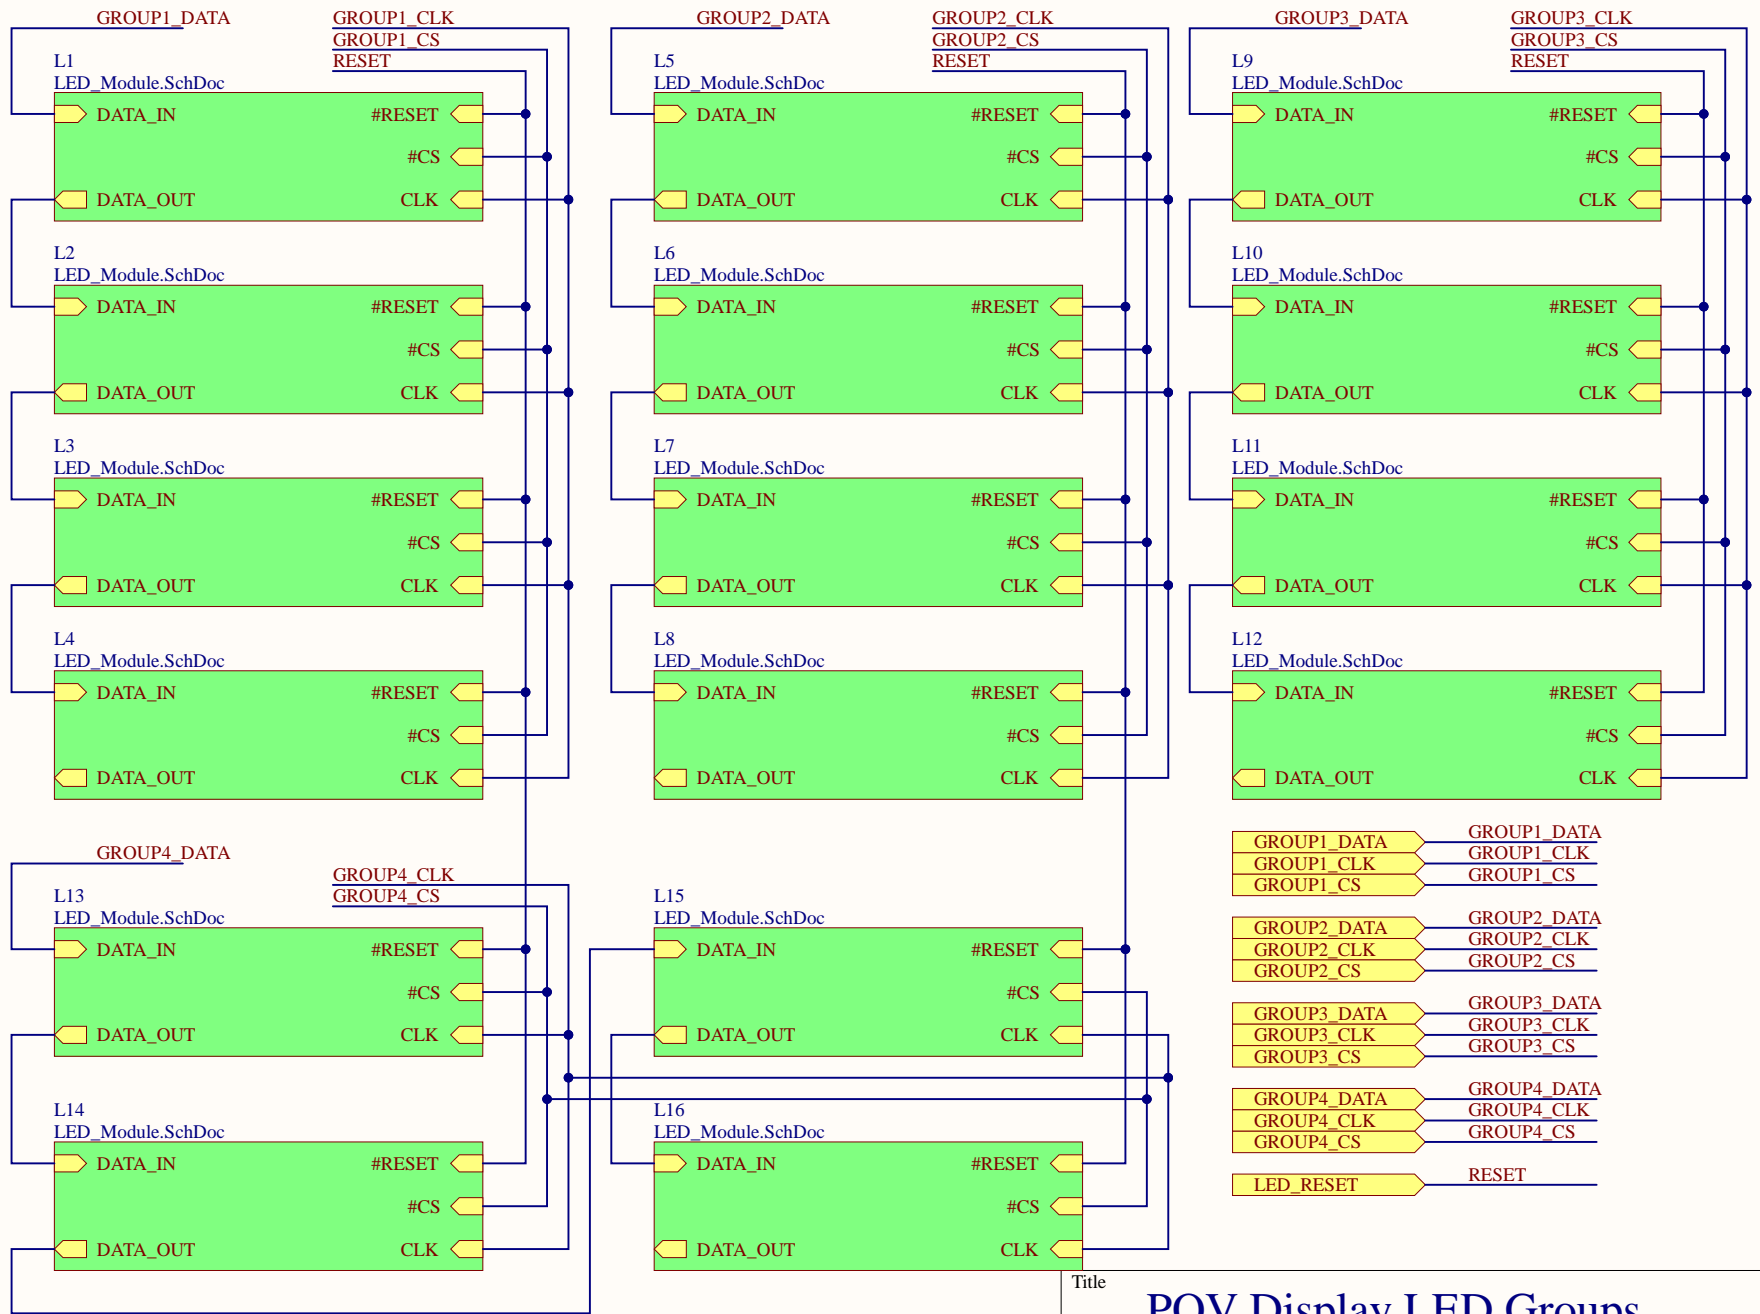 GROUP1_DATA
GROUP1_CLK
GROUP1_CS
RESET
L1
LED_Module.SchDoc
DATA_IN
#RESET
#CS
DATA_OUT
CLK
L2
LED_Module.SchDoc
DATA_IN
#RESET
#CS
DATA_OUT
CLK
L3
LED_Module.SchDoc
DATA_IN
#RESET
#CS
DATA_OUT
CLK
L4
LED_Module.SchDoc
DATA_IN
#RESET
#CS
DATA_OUT
CLK
GROUP2_DATA
GROUP2_CLK
GROUP2_CS
RESET
L5
LED_Module.SchDoc
DATA_IN
#RESET
#CS
DATA_OUT
CLK
L6
LED_Module.SchDoc
DATA_IN
#RESET
#CS
DATA_OUT
CLK
L7
LED_Module.SchDoc
DATA_IN
#RESET
#CS
DATA_OUT
CLK
L8
LED_Module.SchDoc
DATA_IN
#RESET
#CS
DATA_OUT
CLK
GROUP3_DATA
GROUP3_CLK
GROUP3_CS
RESET
L9
LED_Module.SchDoc
DATA_IN
#RESET
#CS
DATA_OUT
CLK
L10
LED_Module.SchDoc
DATA_IN
#RESET
#CS
DATA_OUT
CLK
L11
LED_Module.SchDoc
DATA_IN
#RESET
#CS
DATA_OUT
CLK
L12
LED_Module.SchDoc
DATA_IN
#RESET
#CS
DATA_OUT
CLK
GROUP4_DATA
GROUP4_CLK
GROUP4_CS
L13
LED_Module.SchDoc
DATA_IN
#RESET
#CS
DATA_OUT
CLK
L14
LED_Module.SchDoc
DATA_IN
#RESET
#CS
DATA_OUT
CLK
L15
LED_Module.SchDoc
DATA_IN
#RESET
#CS
DATA_OUT
CLK
L16
LED_Module.SchDoc
DATA_IN
#RESET
#CS
DATA_OUT
CLK
GROUP1_DATA GROUP1_DATA
GROUP1_CLK GROUP1_CLK
GROUP1_CS GROUP1_CS
GROUP2_DATA GROUP2_DATA
GROUP2_CLK GROUP2_CLK
GROUP2_CS GROUP2_CS
GROUP3_DATA GROUP3_DATA
GROUP3_CLK GROUP3_CLK
GROUP3_CS GROUP3_CS
GROUP4_DATA GROUP4_DATA
GROUP4_CLK GROUP4_CLK
GROUP4_CS GROUP4_CS
LED_RESET RESET
Title
POV Display LED Groups